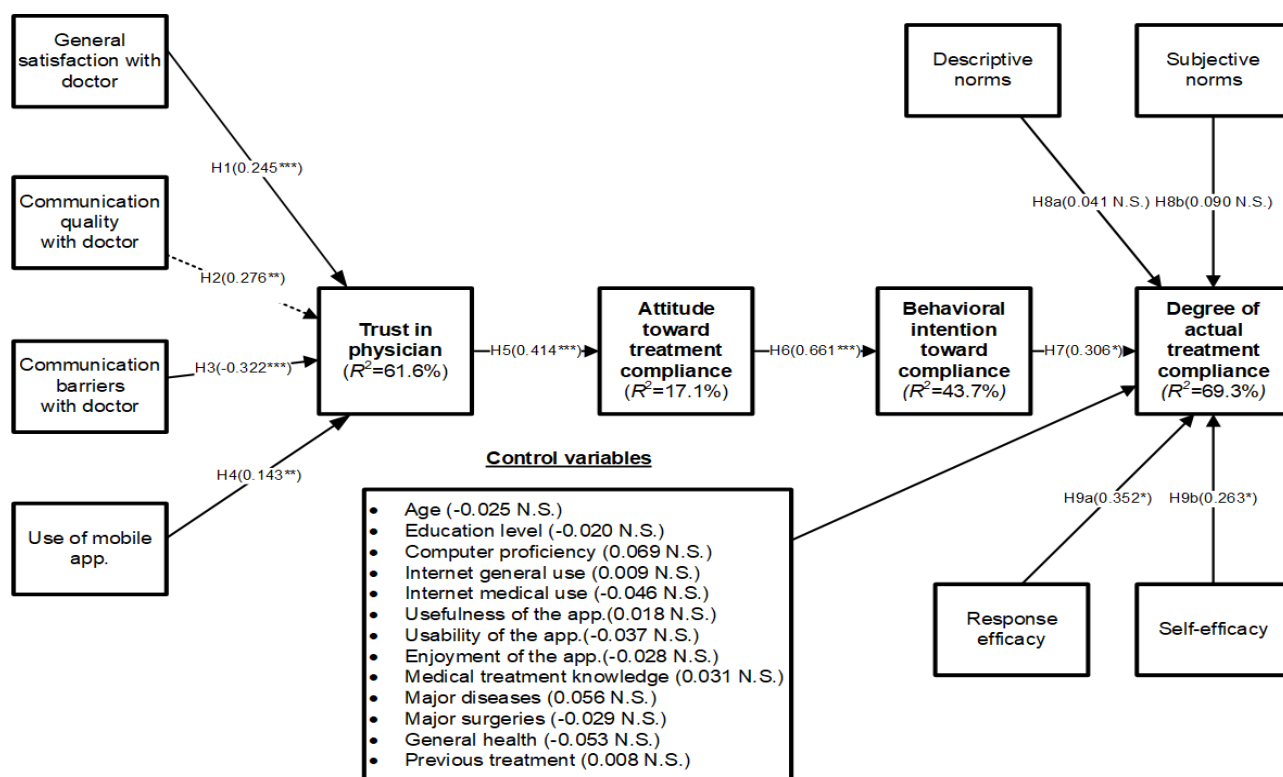 General
satisfaction with
doctor
Descriptive
norms
Subjective
norms
H1(0.245***)
Communication
quality
with doctor
H8a(0.041 N.S.)
H8b(0.090 N.S.)
H2(0.276**)
Communication
barriers
with doctor
H3(-0.322***)
Trust in
physician
(R²=61.6%)
H5(0.414***)
Attitude
toward
treatment
compliance
(R²=17.1%)
H6(0.661***)
Behavioral
intention
toward
compliance
(R²=43.7%)
H7(0.306*)
Degree of
actual
treatment
compliance
(R²=69.3%)
H4(0.143**)
Use of mobile
app.
Control variables
• Age (-0.025 N.S.)
• Education level (-0.020 N.S.)
• Computer proficiency (0.069 N.S.)
• Internet general use (0.009 N.S.)
• Internet medical use (-0.046 N.S.)
• Usefulness of the app.(0.018 N.S.)
• Usability of the app.(-0.037 N.S.)
• Enjoyment of the app.(-0.028 N.S.)
• Medical treatment knowledge (0.031 N.S.)
• Major diseases (0.056 N.S.)
• Major surgeries (-0.029 N.S.)
• General health (-0.053 N.S.)
• Previous treatment (0.008 N.S.)
H9a(0.352*)
H9b(0.263*)
Response
efficacy
Self-efficacy